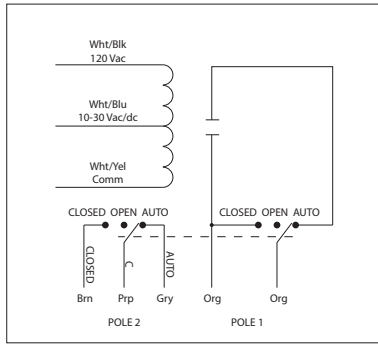 Wht/Blk
120 Vac
Wht/Blu
10-30 Vac/dc
Wht/Yel
Comm
CLOSED OPEN AUTO
CLOSED OPEN AUTO
CLOSED
C
AUTO
Brn
Prp
Gry
Org
Org
POLE 2
POLE 1